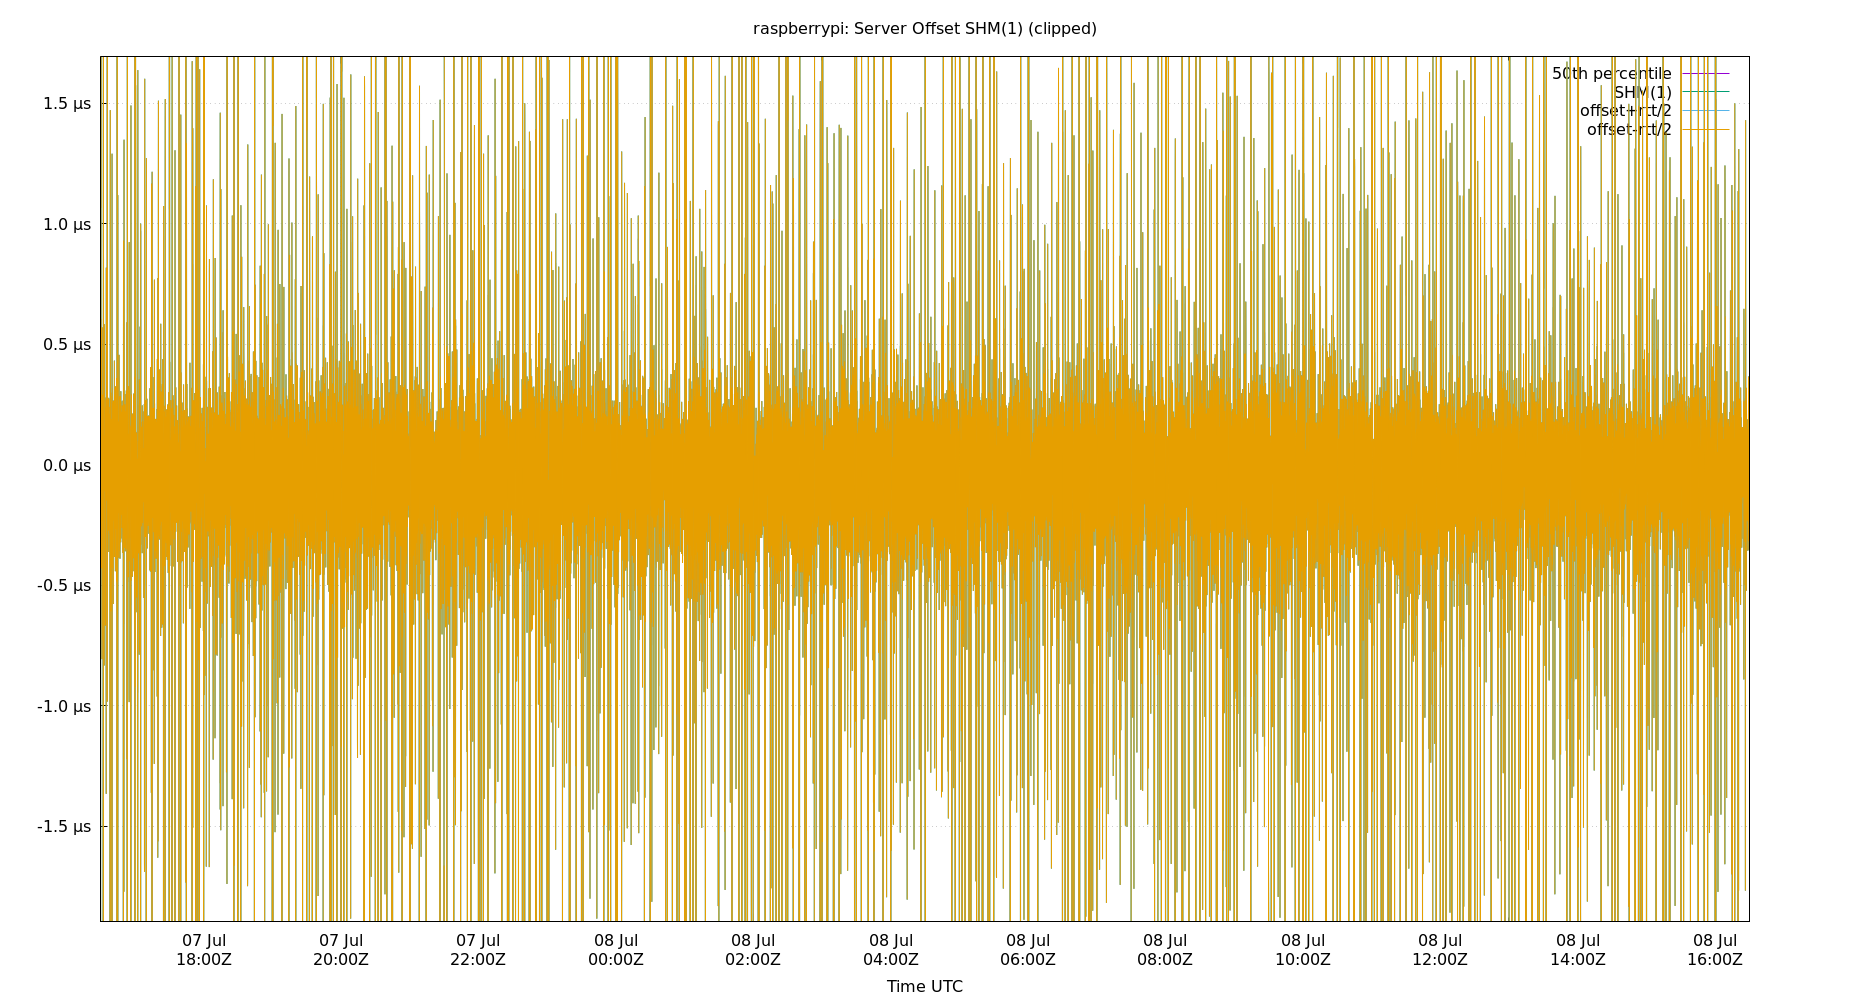 raspberrypi: Server Offset SHM(1) (clipped)
50th percentile
SHM(1)
offset+rtt/2
offset-rtt/2
1.5 µs
1.0 µs
0.5 µs
0.0 µs
-0.5 µs
-1.0 µs
-1.5 µs
07 Jul 07 Jul 07 Jul 08 Jul 08 Jul 08 Jul 08 Jul 08 Jul 08 Jul 08 Jul 08 Jul 08 Jul
18:00Z 20:00Z 22:00Z 00:00Z 02:00Z 04:00Z 06:00Z 08:00Z 10:00Z 12:00Z 14:00Z 16:00Z
Time UTC